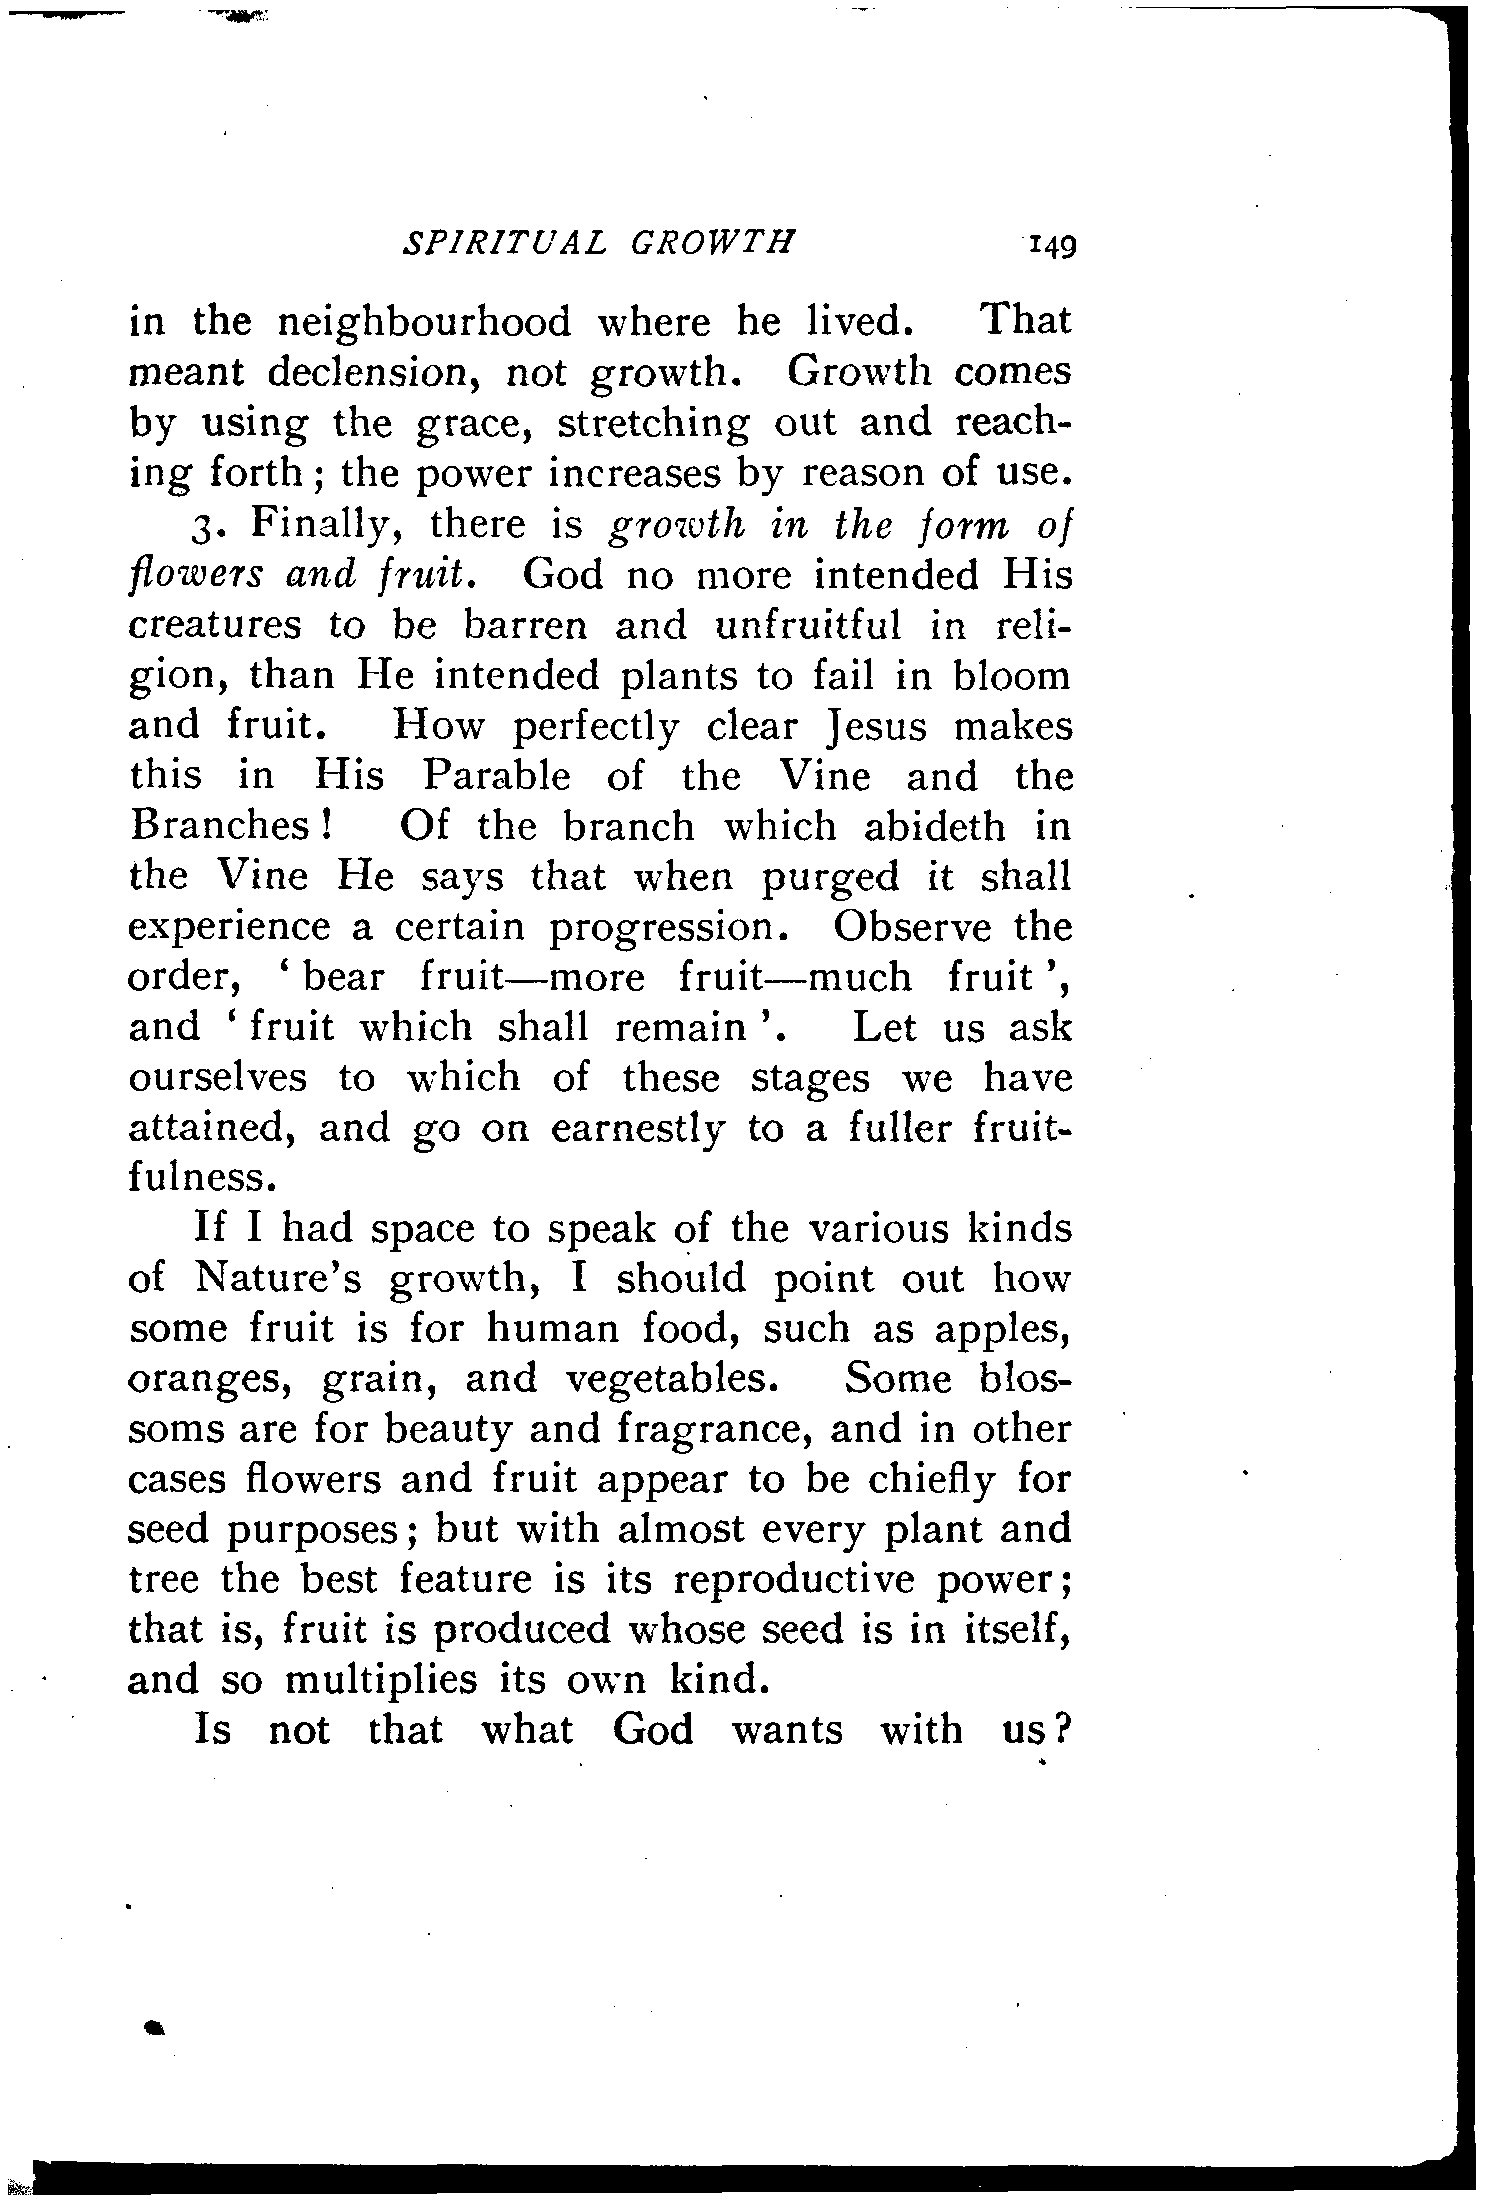 SPIRITUAL GROWTH 149
in the neighbourhood where he lived. That
meant declension, not growth. Growth comes
by using the grace, stretching out and reach-
ing forth ; the power increases by reason of use.
3. Finally, there is growth in the form of
flowers and fruit. God no more intended His
creatures to be barren and unfruitful in reli-
gion, than He intended plants to fail in bloom
and fruit. How perfectly clear Jesus makes
this in His Parable of the Vine and the
Branches ! Of the branch which abideth in
the Vine He says that when purged it shall
experience a certain progression. Observe the
order, ‘ bear fruit—more fruit—much fruit ’,
and ‘ fruit which shall remain ’. Let us ask
ourselves to which of these stages we have
attained, and go on earnestly to a fuller fruit-
fulness.
If I had space to speak of the various kinds
of Nature’s growth, I should point out how
some fruit is for human food, such as apples,
oranges, grain, and vegetables. Some blos-
soms are for beauty and fragrance, and in other
cases flowers and fruit appear to be chiefly for
seed purposes ; but with almost every plant and
tree the best feature is its reproductive power ;
that is, fruit is produced whose seed is in itself,
and so multiplies its own kind.
Is not that what God wants with us ?